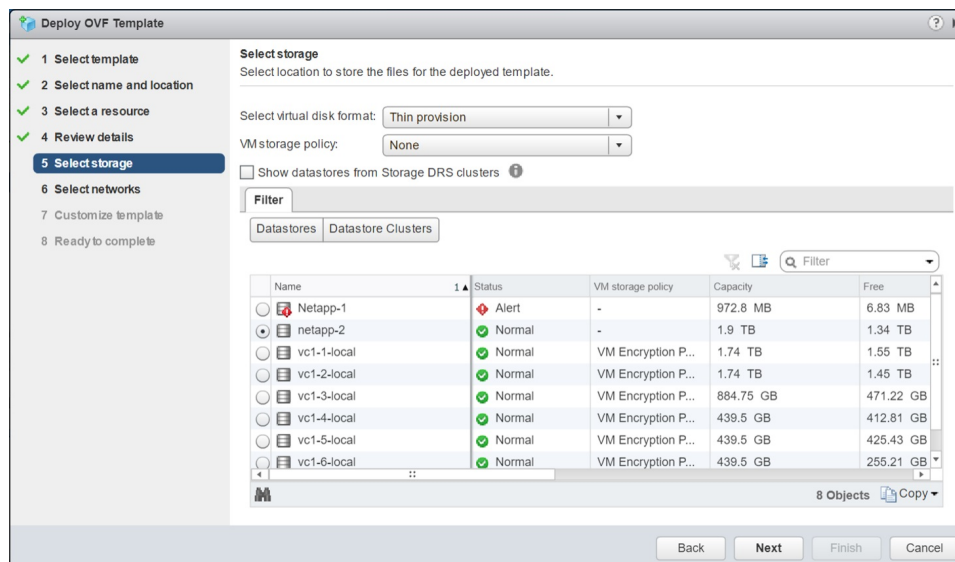 Deploy OVF Template
1 Select template
2 Select name and location
3 Select a resource
4 Review details
5 Select storage
6 Select networks
7 Customize template
8 Ready to complete
Select storage
Select location to store the files for the deployed template.
Select virtual disk format: Thin provision
VM storage policy: None
Show datastores from Storage DRS clusters
Filter
Datastores Datastore Clusters
Filter
Name 1 Status VM storage policy Capacity Free
Netapp-1 Alert - 972.8 MB 6.83 MB
netapp-2 Normal - 1.9 TB 1.34 TB
vc1-1-local Normal VM Encryption P... 1.74 TB 1.55 TB
vc1-2-local Normal VM Encryption P... 1.74 TB 1.45 TB
vc1-3-local Normal VM Encryption P... 884.75 GB 471.22 GB
vc1-4-local Normal VM Encryption P... 439.5 GB 412.81 GB
vc1-5-local Normal VM Encryption P... 439.5 GB 425.43 GB
vc1-6-local Normal VM Encryption P... 439.5 GB 255.21 GB
8 Objects Copy
Back Next Finish Cancel